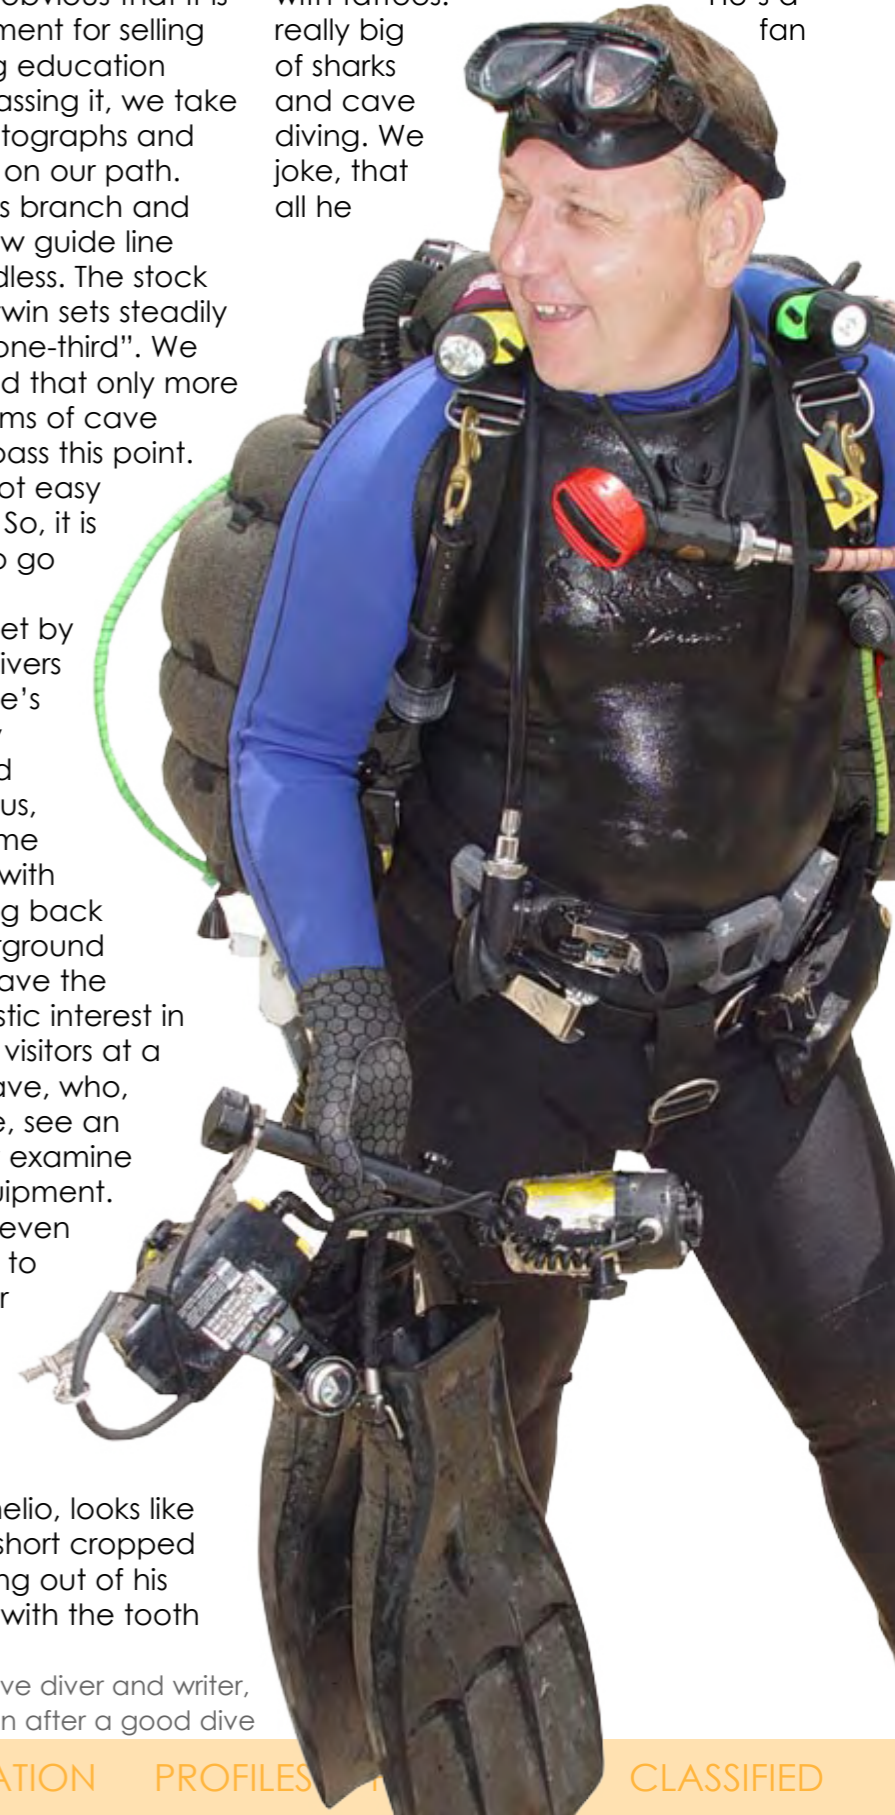 ment for selling
education
assing it, we take
tographs and
on our path.
s branch and
w guide line
dless. The stock
win sets steadily
one-third”. We
d that only more
ms of cave
pass this point.
ot easy
So, it is
o go
et by
ivers
e’s
d
us,
me
with
g back
rground
ave the
stic interest in
visitors at a
ave, who,
e, see an
examine
uipment.
even
to
r
elio, looks like
short cropped
ng out of his
with the tooth
ve diver and writer,
n after a good dive
with tattoos.
He’s a
really big
fan
of sharks
and cave
diving. We
joke, that
all he
ATION
PROFILES
CLASSIFIED